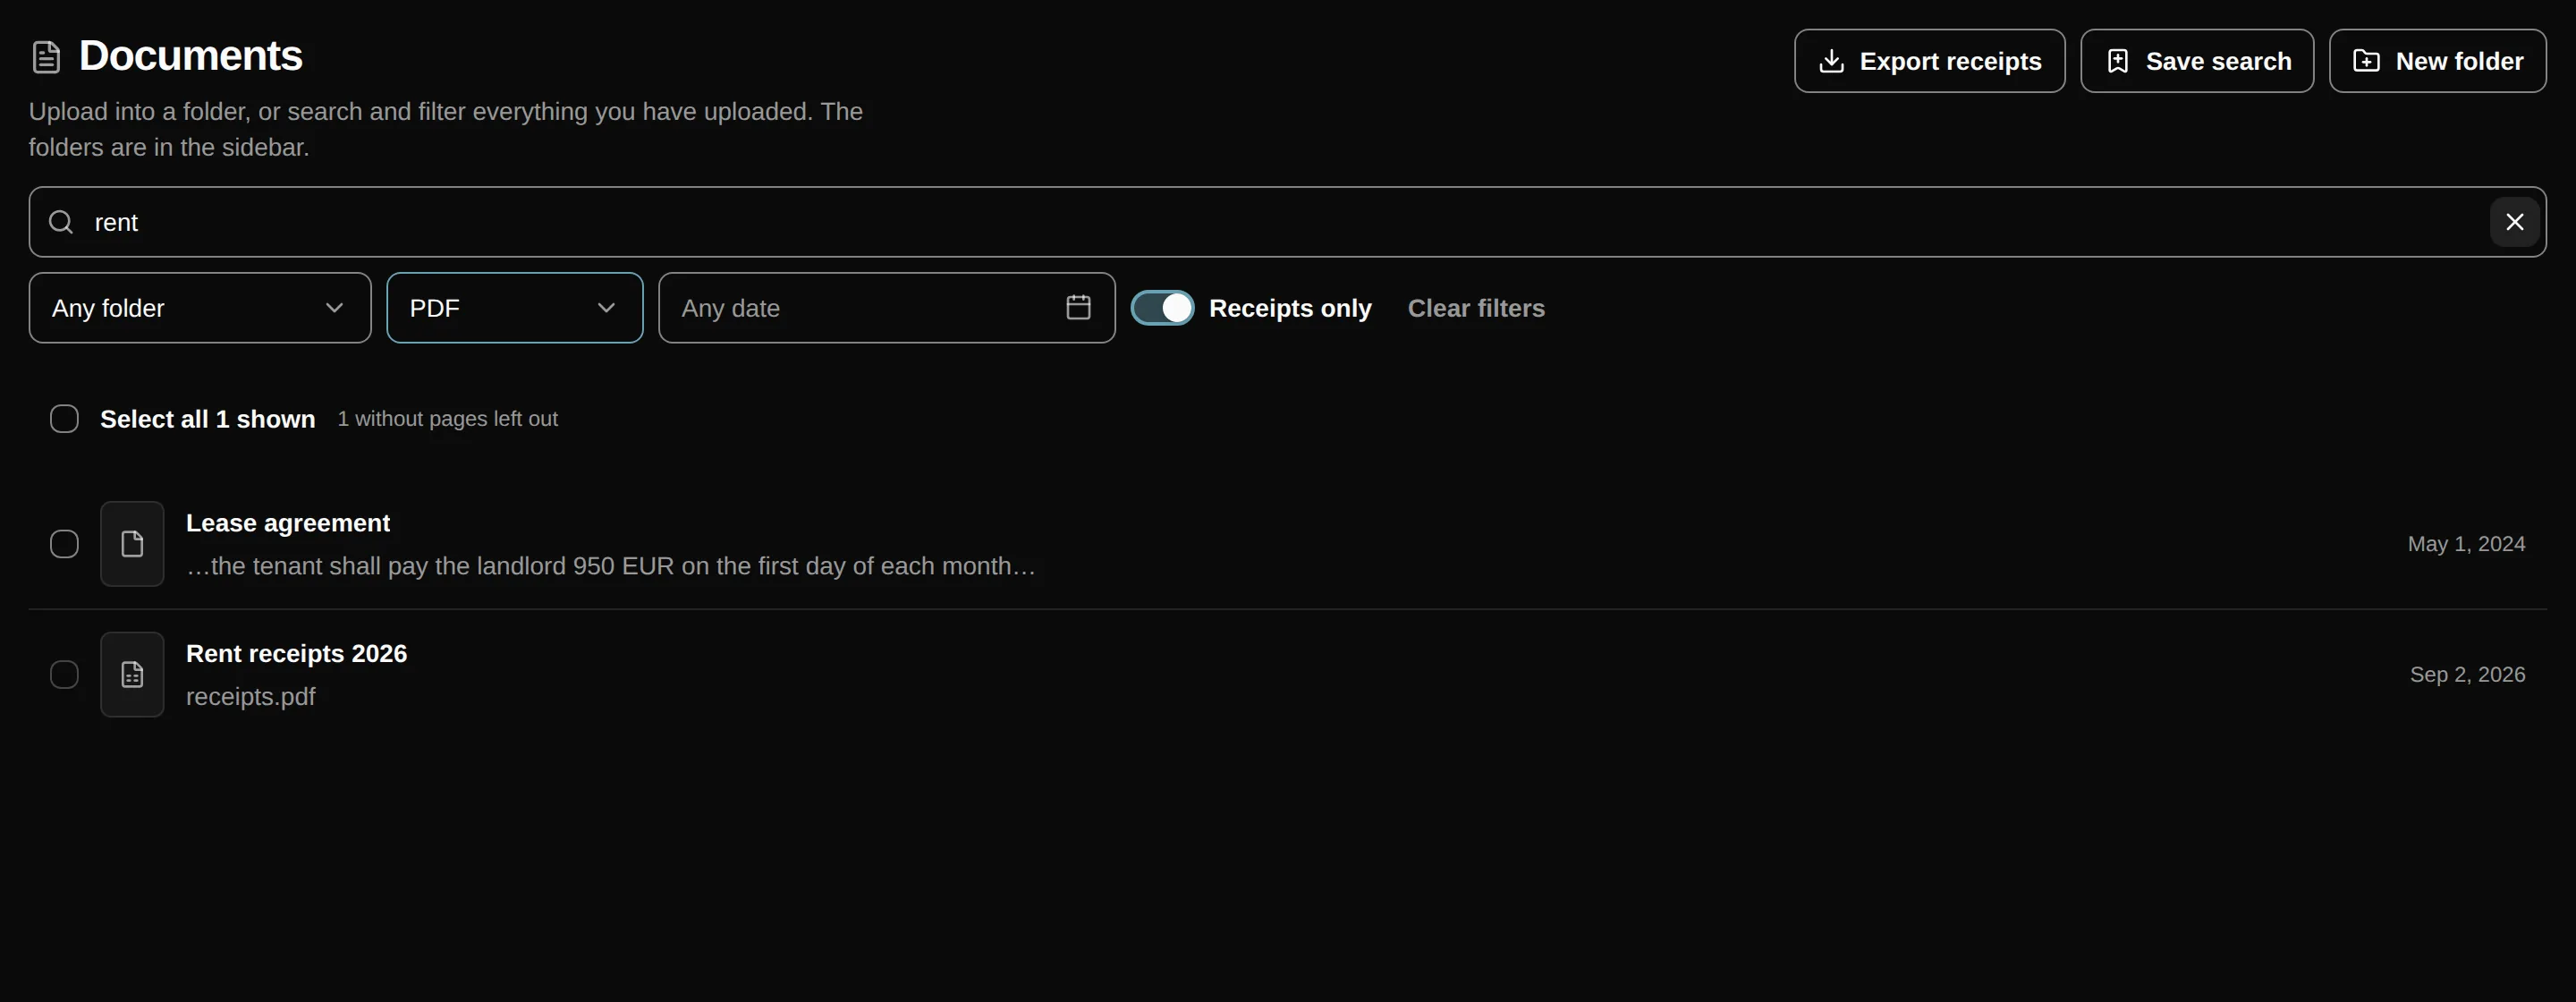 Documents
Export receipts
Save search
New folder
Upload into a folder, or search and filter everything you have uploaded. The
folders are in the sidebar.
rent
Any folder
PDF
Any date
Receipts only
Clear filters
Select all 1 shown
1 without pages left out
Lease agreement
…the tenant shall pay the landlord 950 EUR on the first day of each month…
May 1, 2024
Rent receipts 2026
receipts.pdf
Sep 2, 2026